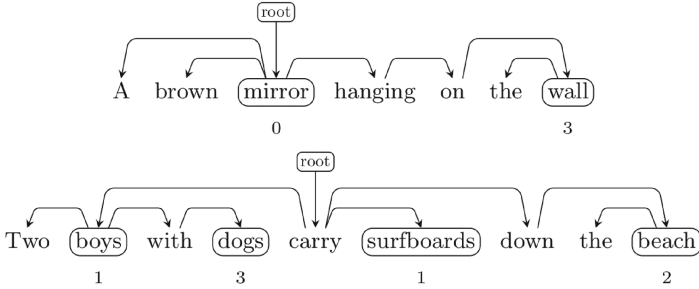 root
A brown mirror hanging on the wall
0 3
root
Two boys with dogs carry surfboards down the beach
1 3 1 2